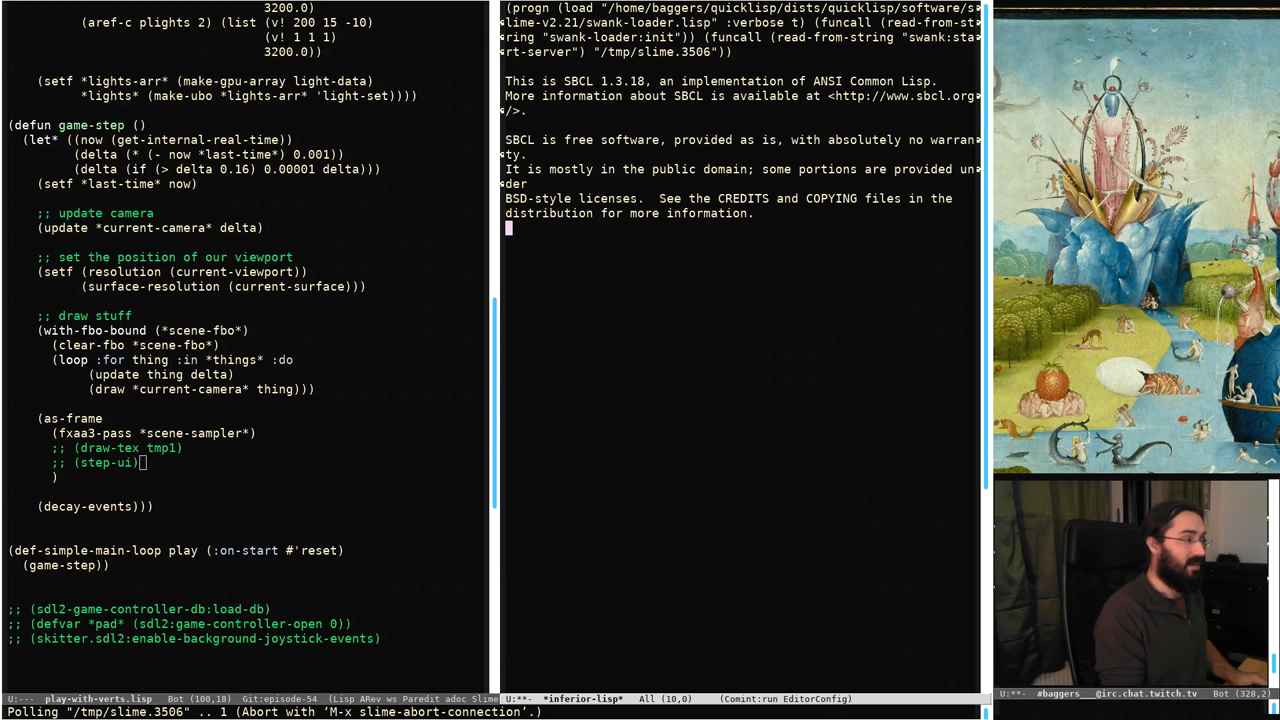 3200.0)
          (aref-c plights 2) (list (v! 200 15 -10)
                                   (v! 1 1 1)
                                   3200.0))

    (setf *lights-arr* (make-gpu-array light-data)
          *lights* (make-ubo *lights-arr* 'light-set))))

(defun game-step ()
  (let* ((now (get-internal-real-time))
         (delta (* (- now *last-time*) 0.001))
         (delta (if (> delta 0.16) 0.00001 delta)))
    (setf *last-time* now)

    ;; update camera
    (update *current-camera* delta)

    ;; set the position of our viewport
    (setf (resolution (current-viewport))
          (surface-resolution (current-surface)))

    ;; draw stuff
    (with-fbo-bound (*scene-fbo*)
      (clear-fbo *scene-fbo*)
      (loop :for thing :in *things* :do
           (update thing delta)
           (draw *current-camera* thing)))

    (as-frame
      (fxaa3-pass *scene-sampler*)
      ;; (draw-tex tmp1)
      ;; (step-ui)
      )

    (decay-events)))

(def-simple-main-loop play (:on-start #'reset)
  (game-step))

;; (sdl2-game-controller-db:load-db)
;; (defvar *pad* (sdl2:game-controller-open 0))
;; (skitter.sdl2:enable-background-joystick-events)
U:---  play-with-verts.lisp   Bot (100,18)  Git:episode-54  (Lisp ARev ws Paredit adoc Slime
Polling "/tmp/slime.3506" .. 1 (Abort with ‘M-x slime-abort-connection’.)
(progn (load "/home/baggers/quicklisp/dists/quicklisp/software/s
lime-v2.21/swank-loader.lisp" :verbose t) (funcall (read-from-st
ring "swank-loader:init")) (funcall (read-from-string "swank:sta
rt-server") "/tmp/slime.3506"))

This is SBCL 1.3.18, an implementation of ANSI Common Lisp.
More information about SBCL is available at <http://www.sbcl.org
/>.

SBCL is free software, provided as is, with absolutely no warran
ty.
It is mostly in the public domain; some portions are provided un
der
BSD-style licenses.  See the CREDITS and COPYING files in the
distribution for more information.
U:**-  *inferior-lisp*   All (10,0)     (Comint:run EditorConfig)
U:**-  #baggers___@irc.chat.twitch.tv   Bot (328,2)